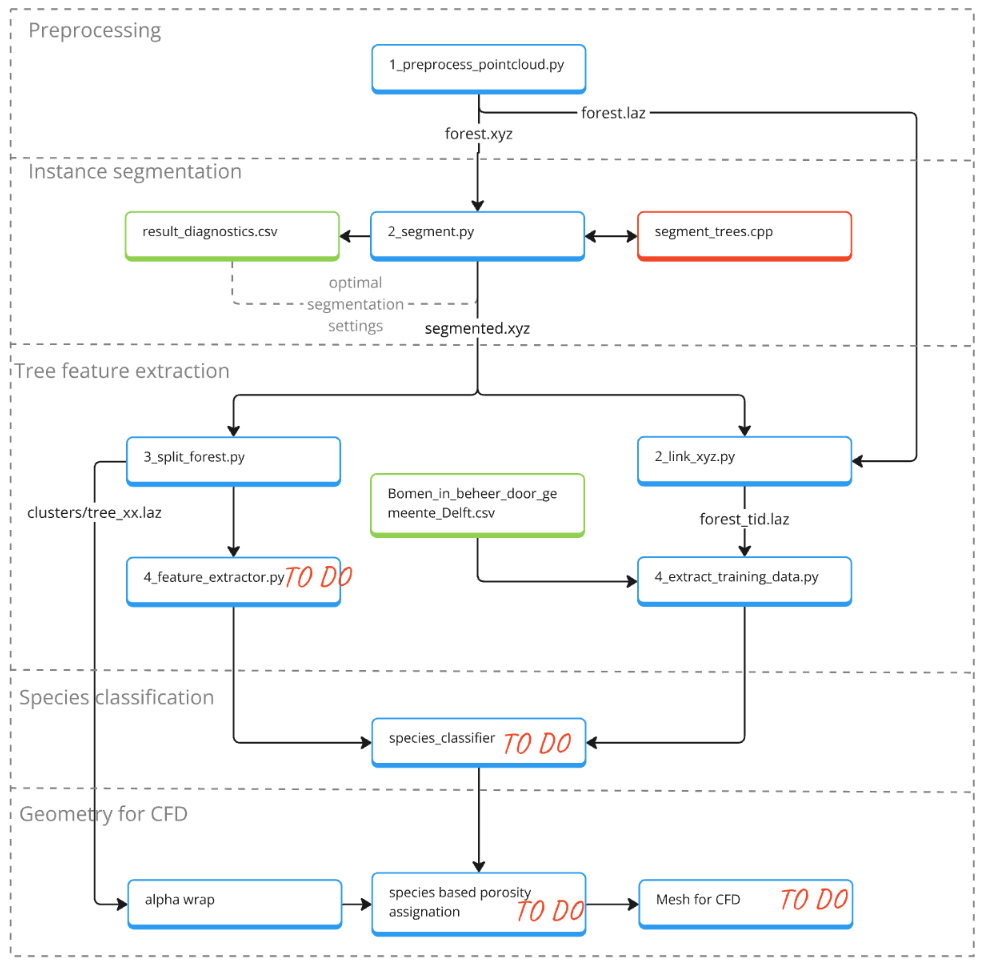 Preprocessing
1_preprocess_pointcloud.py
forest.laz
forest.xyz
Instance segmentation
result_diagnostics.csv
2_segment.py
segment_trees.cpp
optimal
segmentation
settings
segmented.xyz
Tree feature extraction
3_split_forest.py
2_link_xyz.py
Bomen_in_beheer_door_ge
meente_Delft.csv
clusters/tree_xx.laz
forest_tid.laz
4_feature_extractor.py TO DO
4_extract_training_data.py
Species classification
species_classifier TO DO
Geometry for CFD
alpha wrap
species based porosity
assignation TO DO
Mesh for CFD TO DO